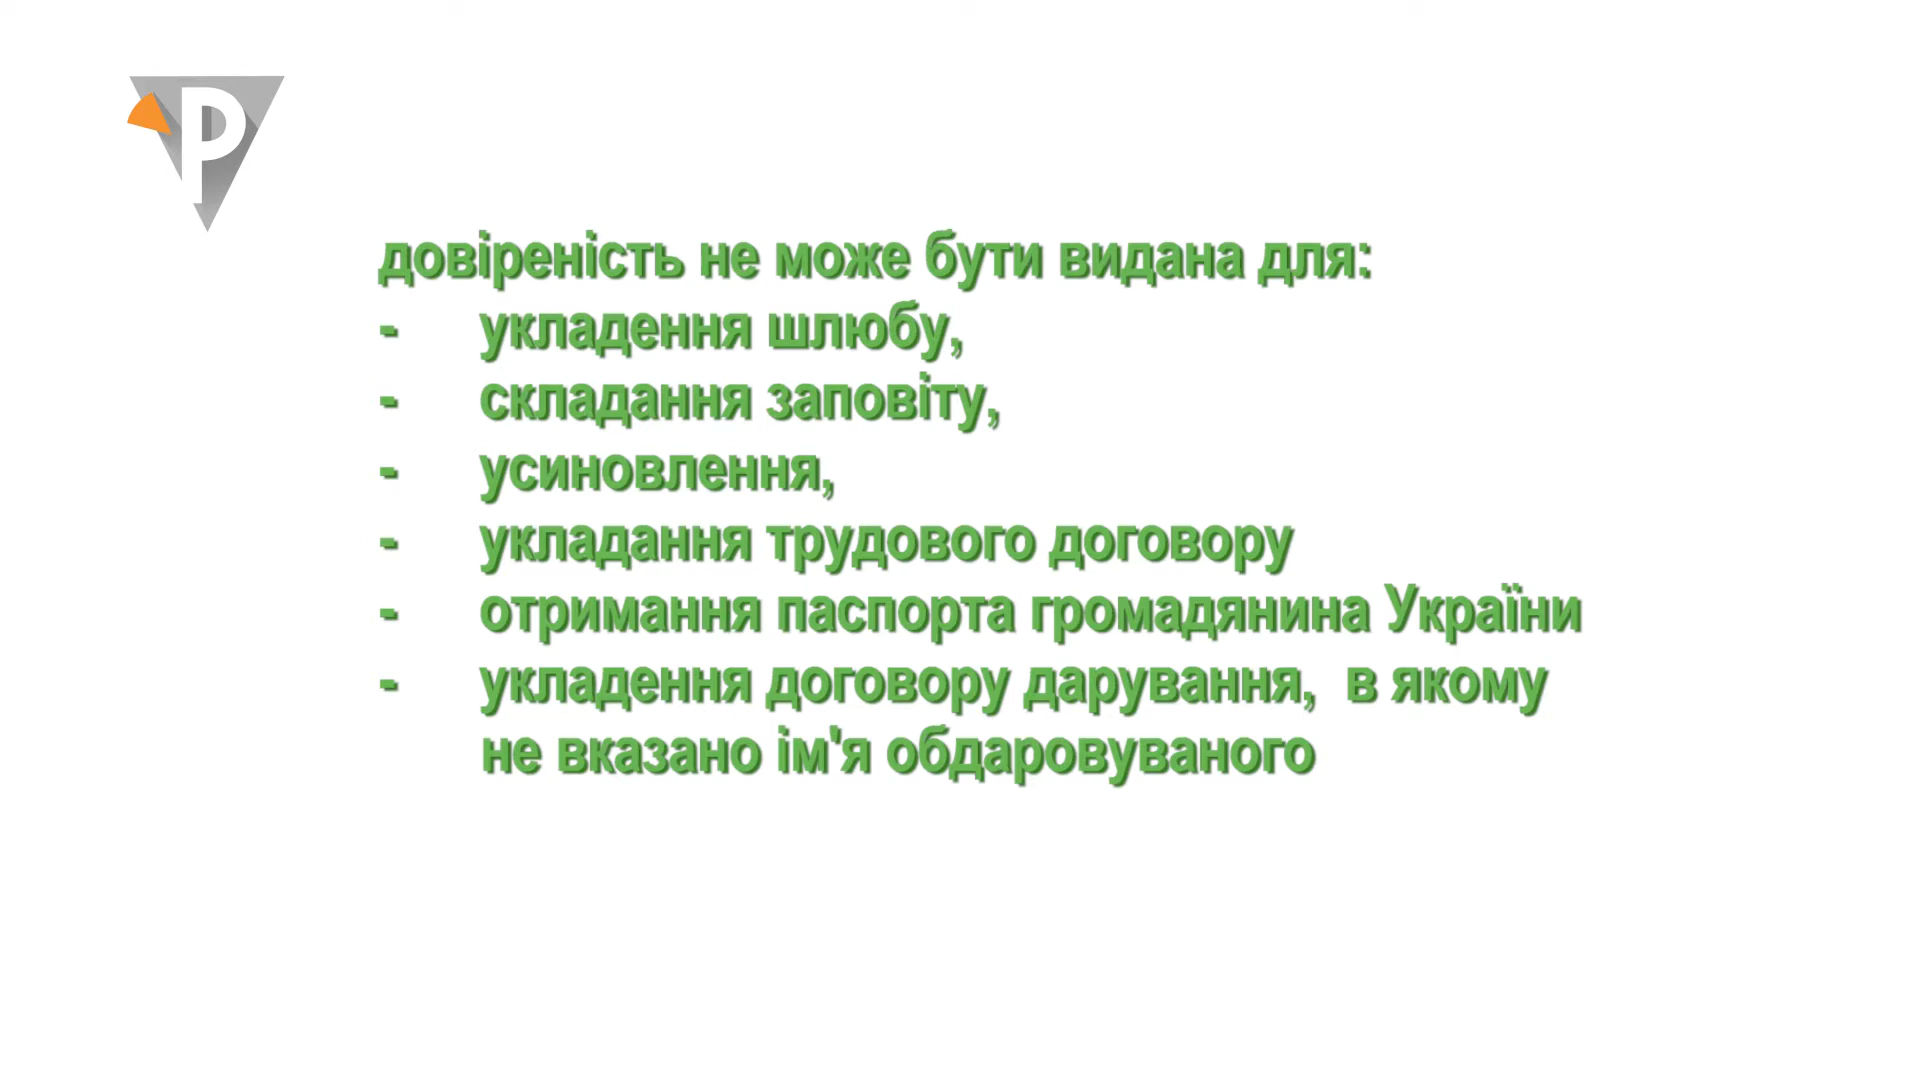 Р
довіреність не може бути видана для:
- укладення шлюбу,
- складання заповіту,
- усиновлення,
- укладання трудового договору
- отримання паспорта громадянина України
- укладення договору дарування, в якому
не вказано ім'я обдаровуваного